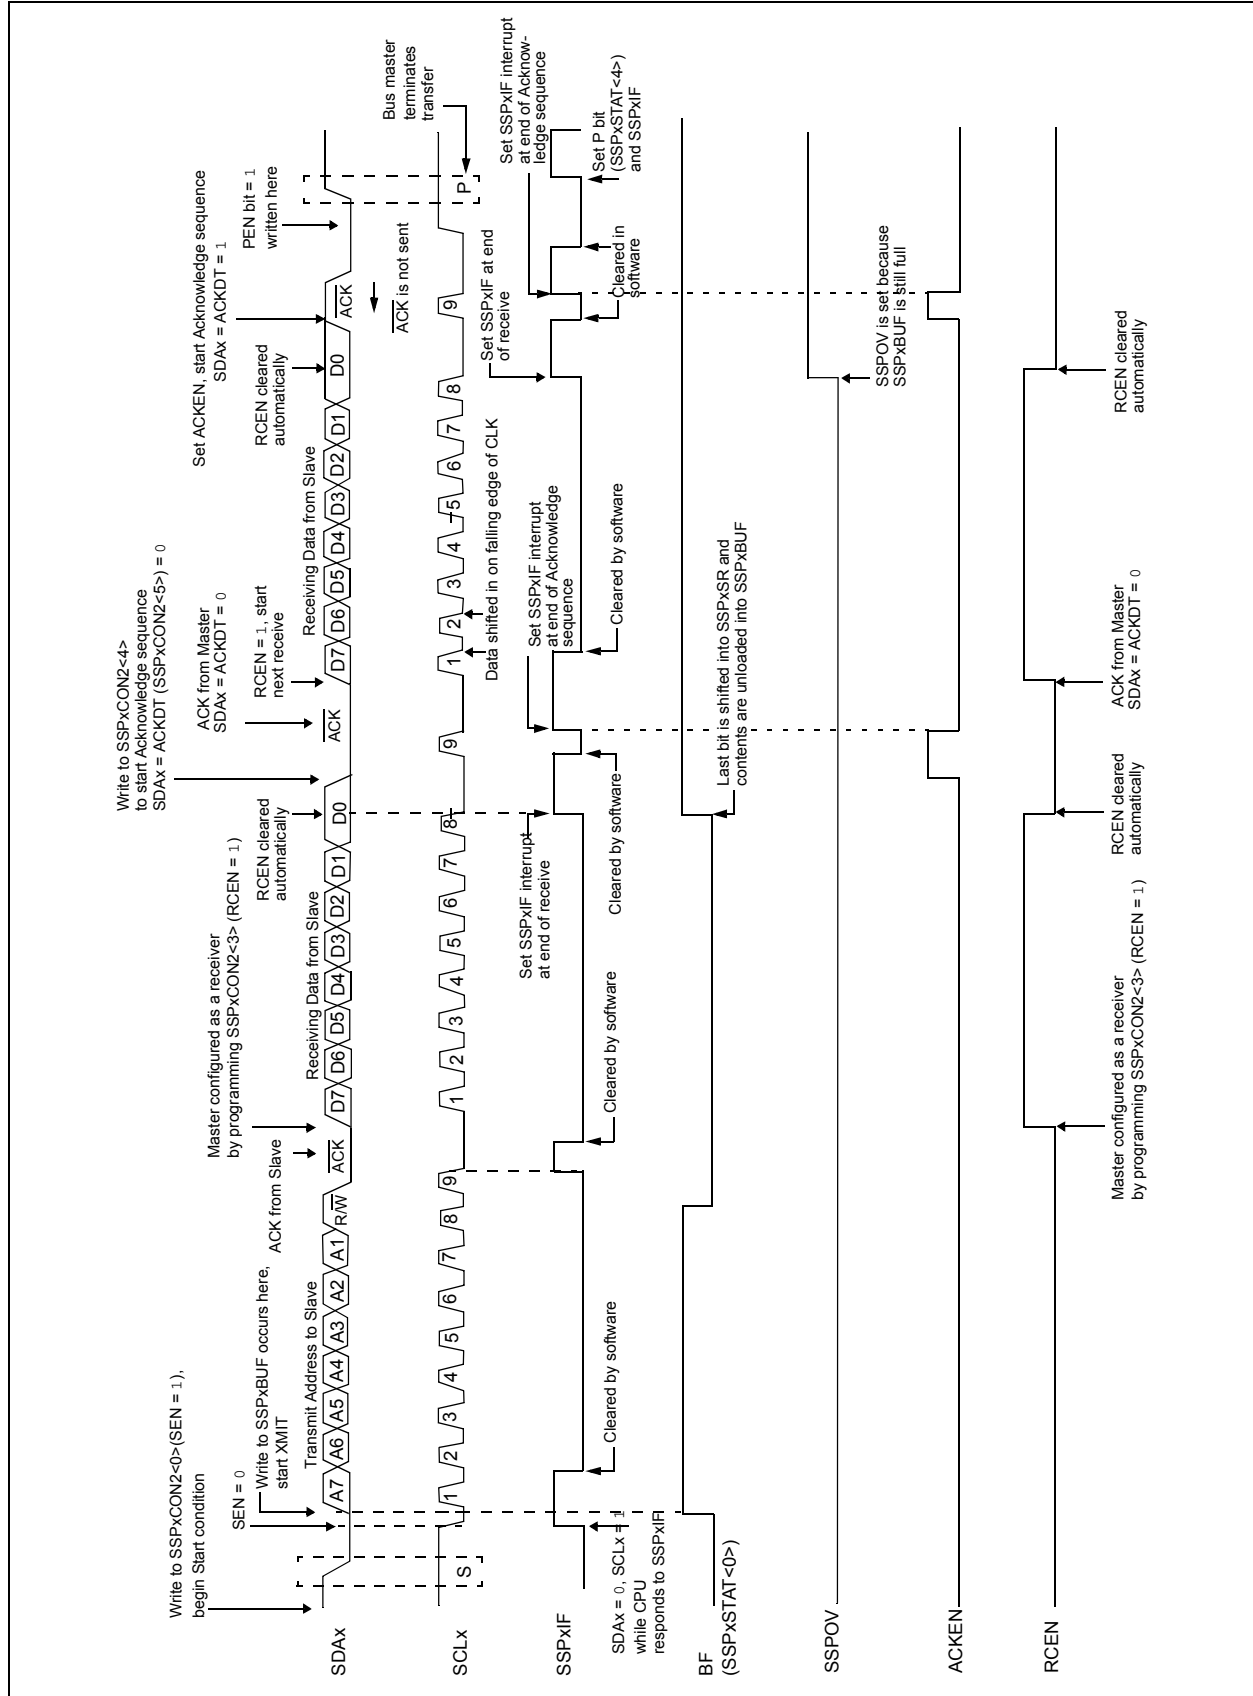 Write to SSPxCON2<0>(SEN = 1),
begin Start condition
SEN = 0
Write to SSPxBUF occurs here,
start XMIT
ACK from Slave
Master configured as a receiver
by programming SSPxCON2<3> (RCEN = 1)
RCEN cleared
automatically
Write to SSPxCON2<4>
to start Acknowledge sequence
SDAx = ACKDT (SSPxCON2<5>) = 0
ACK from Master
SDAx = ACKDT = 0
RCEN = 1, start
next receive
RCEN cleared
automatically
Set ACKEN, start Acknowledge sequence
SDAx = ACKDT = 1
PEN bit = 1
written here
Transmit Address to Slave
Receiving Data from Slave
Receiving Data from Slave
SDAx
A7 A6 A5 A4 A3 A2 A1 R/W ACK D7 D6 D5 D4 D3 D2 D1 D0 ACK D7 D6 D5 D4 D3 D2 D1 D0 ACK
ACK is not sent
Bus master
terminates
transfer
SCLx
S 1 2 3 4 5 6 7 8 9 1 2 3 4 5 6 7 8 9 1 2 3 4 5 6 7 8 9 P
Data shifted in on falling edge of CLK
Set SSPxIF interrupt
at end of receive
Set SSPxIF interrupt
at end of Acknowledge
sequence
Set SSPxIF at end
of receive
Set SSPxIF interrupt
at end of Acknow-
ledge sequence
SSPxIF
SDAx = 0, SCLx = 1
while CPU
responds to SSPxIF
Cleared by software
Cleared by software
Cleared by software
Cleared by software
Cleared in
software
Set P bit
(SSPxSTAT<4>)
and SSPxIF
BF
(SSPxSTAT<0>)
Last bit is shifted into SSPxSR and
contents are unloaded into SSPxBUF
SSPOV
SSPOV is set because
SSPxBUF is still full
ACKEN
RCEN
Master configured as a receiver
by programming SSPxCON2<3> (RCEN = 1)
RCEN cleared
automatically
ACK from Master
SDAx = ACKDT = 0
RCEN cleared
automatically